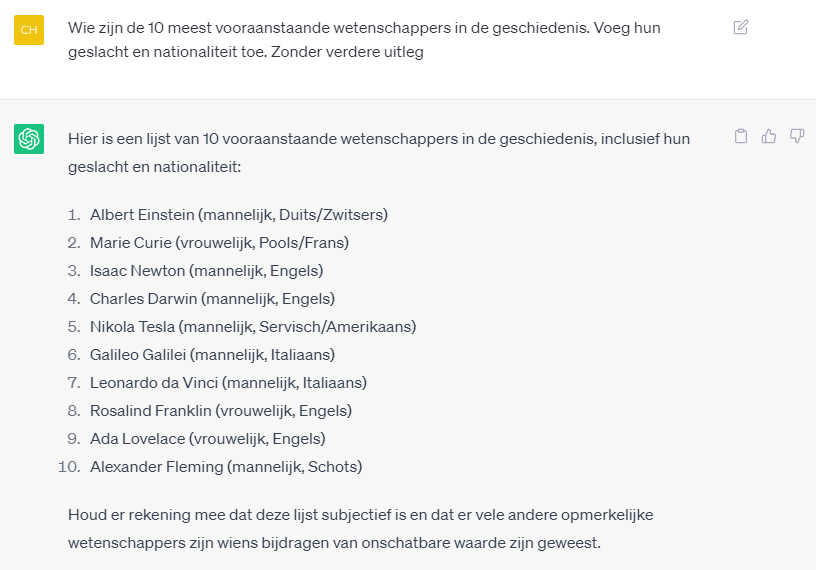 CH
Wie zijn de 10 meest vooraanstaande wetenschappers in de geschiedenis. Voeg hun
geslacht en nationaliteit toe. Zonder verdere uitleg
Hier is een lijst van 10 vooraanstaande wetenschappers in de geschiedenis, inclusief hun
geslacht en nationaliteit:
1. Albert Einstein (mannelijk, Duits/Zwitsers)
2. Marie Curie (vrouwelijk, Pools/Frans)
3. Isaac Newton (mannelijk, Engels)
4. Charles Darwin (mannelijk, Engels)
5. Nikola Tesla (mannelijk, Servisch/Amerikaans)
6. Galileo Galilei (mannelijk, Italiaans)
7. Leonardo da Vinci (mannelijk, Italiaans)
8. Rosalind Franklin (vrouwelijk, Engels)
9. Ada Lovelace (vrouwelijk, Engels)
10. Alexander Fleming (mannelijk, Schots)
Houd er rekening mee dat deze lijst subjectief is en dat er vele andere opmerkelijke
wetenschappers zijn wiens bijdragen van onschatbare waarde zijn geweest.